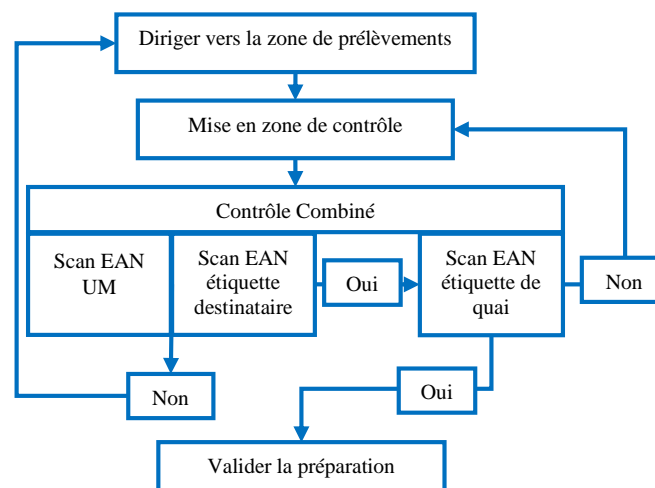 Diriger vers la zone de prélèvements
Mise en zone de contrôle
Contrôle Combiné
Scan EAN
UM
Scan EAN
étiquette
destinataire
Oui
Scan EAN
étiquette de
quai
Non
Non
Oui
Valider la préparation